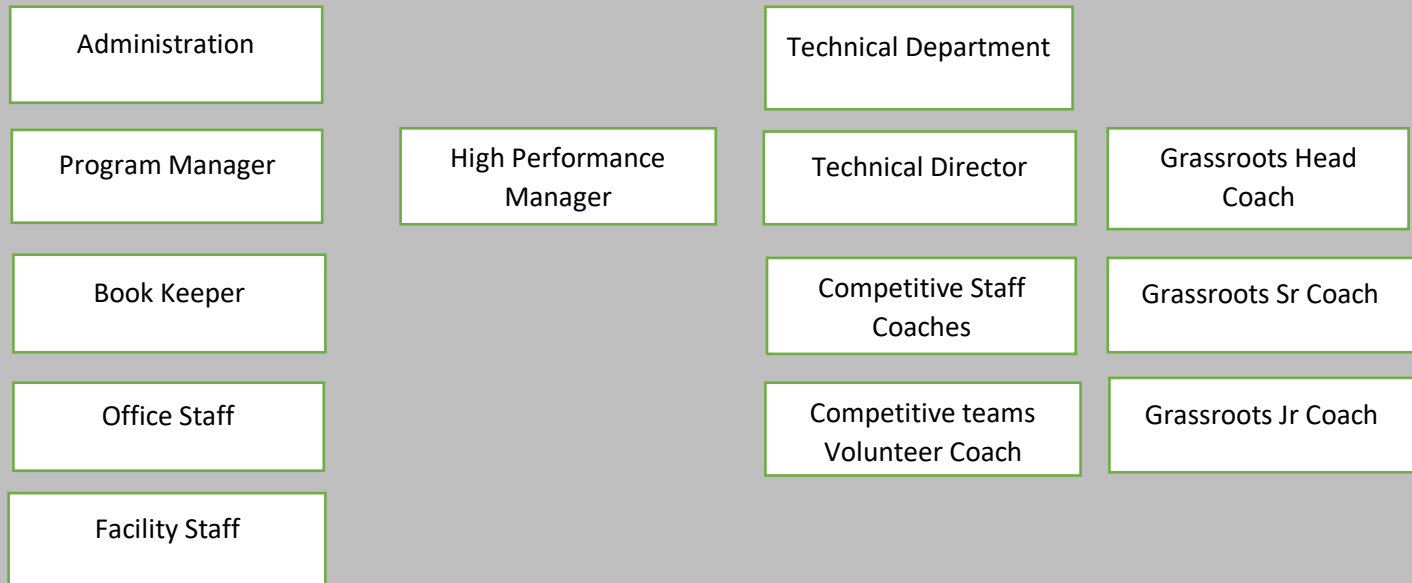 Administration
Technical Department
Program Manager
High Performance
Manager
Technical Director
Grassroots Head
Coach
Book Keeper
Competitive Staff
Coaches
Grassroots Sr Coach
Office Staff
Competitive teams
Volunteer Coach
Grassroots Jr Coach
Facility Staff